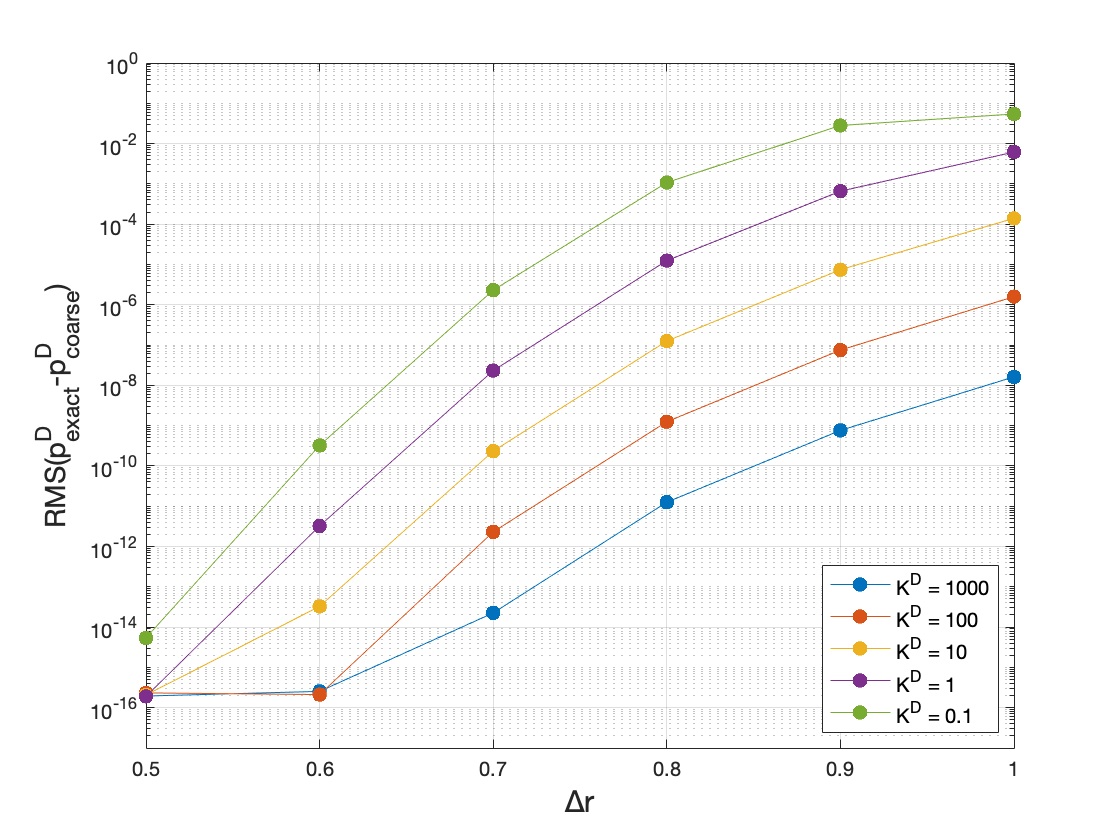 10^0
10^-2
10^-4
10^-6
10^-8
10^-10
10^-12
10^-14
10^-16
RMS(p^D_exact-p^D_coarse)
0.5 0.6 0.7 0.8 0.9 1
Δr
K^D = 1000
K^D = 100
K^D = 10
K^D = 1
K^D = 0.1